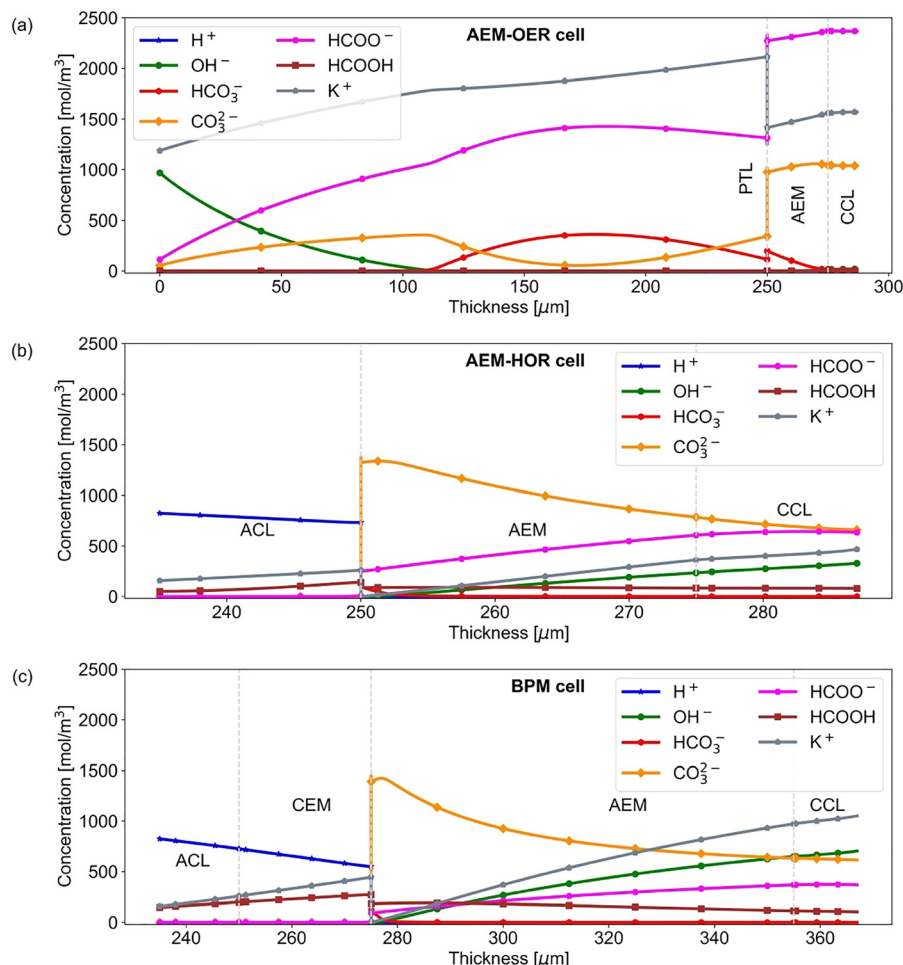 (a)
AEM-OER cell
H⁺
OH⁻
HCO₃⁻
CO₃²⁻
HCOO⁻
HCOOH
K⁺
Concentration [mol/m³]
2500
2000
1500
1000
500
0
PTL
AEM
CCL
0 50 100 150 200 250 300
Thickness [μm]
(b)
AEM-HOR cell
H⁺
OH⁻
HCO₃⁻
CO₃²⁻
HCOO⁻
HCOOH
K⁺
Concentration [mol/m³]
2500
2000
1500
1000
500
0
ACL
AEM
CCL
240 250 260 270 280
Thickness [μm]
(c)
BPM cell
H⁺
OH⁻
HCO₃⁻
CO₃²⁻
HCOO⁻
HCOOH
K⁺
Concentration [mol/m³]
2500
2000
1500
1000
500
0
ACL
CEM
AEM
CCL
240 260 280 300 320 340 360
Thickness [μm]